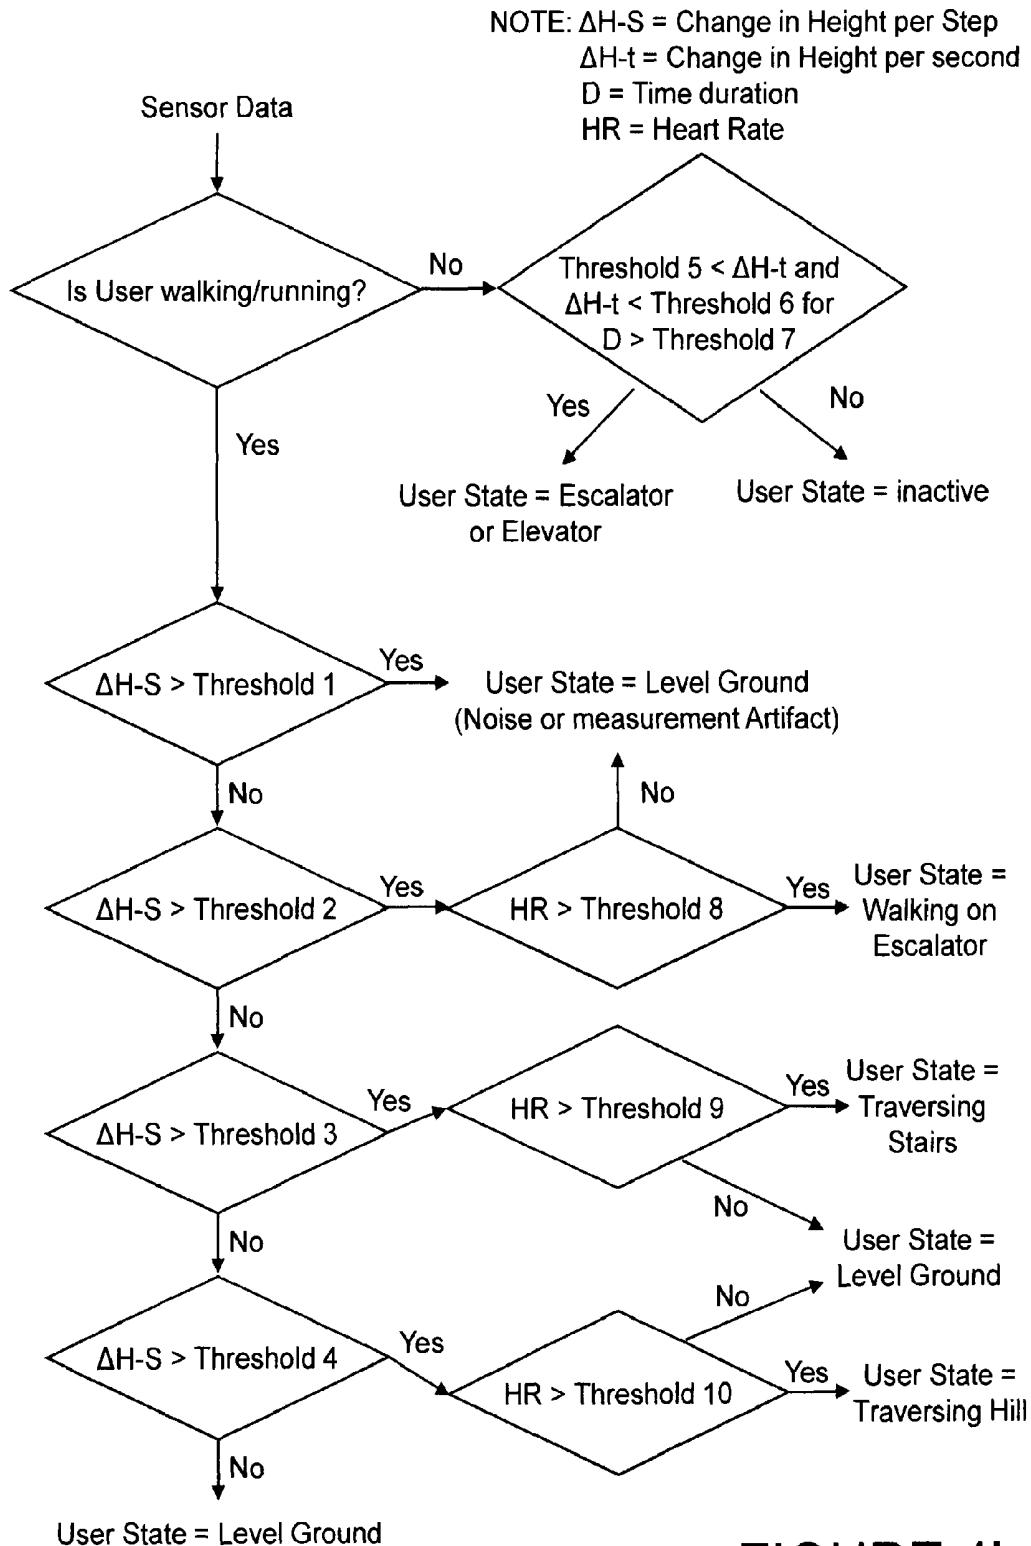 NOTE: ΔH-S = Change in Height per Step
ΔH-t = Change in Height per second
D = Time duration
HR = Heart Rate
Sensor Data
Is User walking/running?
No
Threshold 5 < ΔH-t and
ΔH-t < Threshold 6 for
D > Threshold 7
Yes
No
User State = Escalator
or Elevator
User State = inactive
Yes
ΔH-S > Threshold 1
Yes
User State = Level Ground
(Noise or measurement Artifact)
No
No
ΔH-S > Threshold 2
Yes
HR > Threshold 8
Yes
User State =
Walking on
Escalator
No
ΔH-S > Threshold 3
Yes
HR > Threshold 9
Yes
User State =
Traversing
Stairs
No
No
User State =
Level Ground
No
ΔH-S > Threshold 4
Yes
HR > Threshold 10
Yes
User State =
Traversing Hill
No
User State = Level Ground